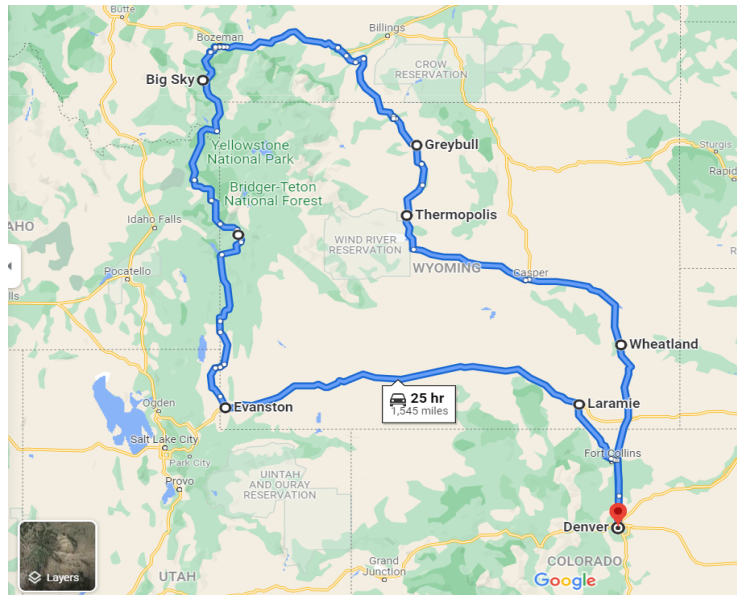 Butte
Bozeman
Billings
CROW
RESERVATION
Big Sky
Greybull
Yellowstone
National Park
Sturgis
Rapid
Bridger-Teton
National Forest
AHO
Idaho Falls
Thermopolis
WIND RIVER
RESERVATION
WYOMING
Pocatello
Casper
lls
Wheatland
25 hr
1,545 miles
Laramie
Evanston
Ogden
Salt Lake City
Park City
Fort Collins
Provo
UINTAH
AND OURAY
RESERVATION
Denver
Grand
Junction
COLORADO
Google
Layers
UTAH